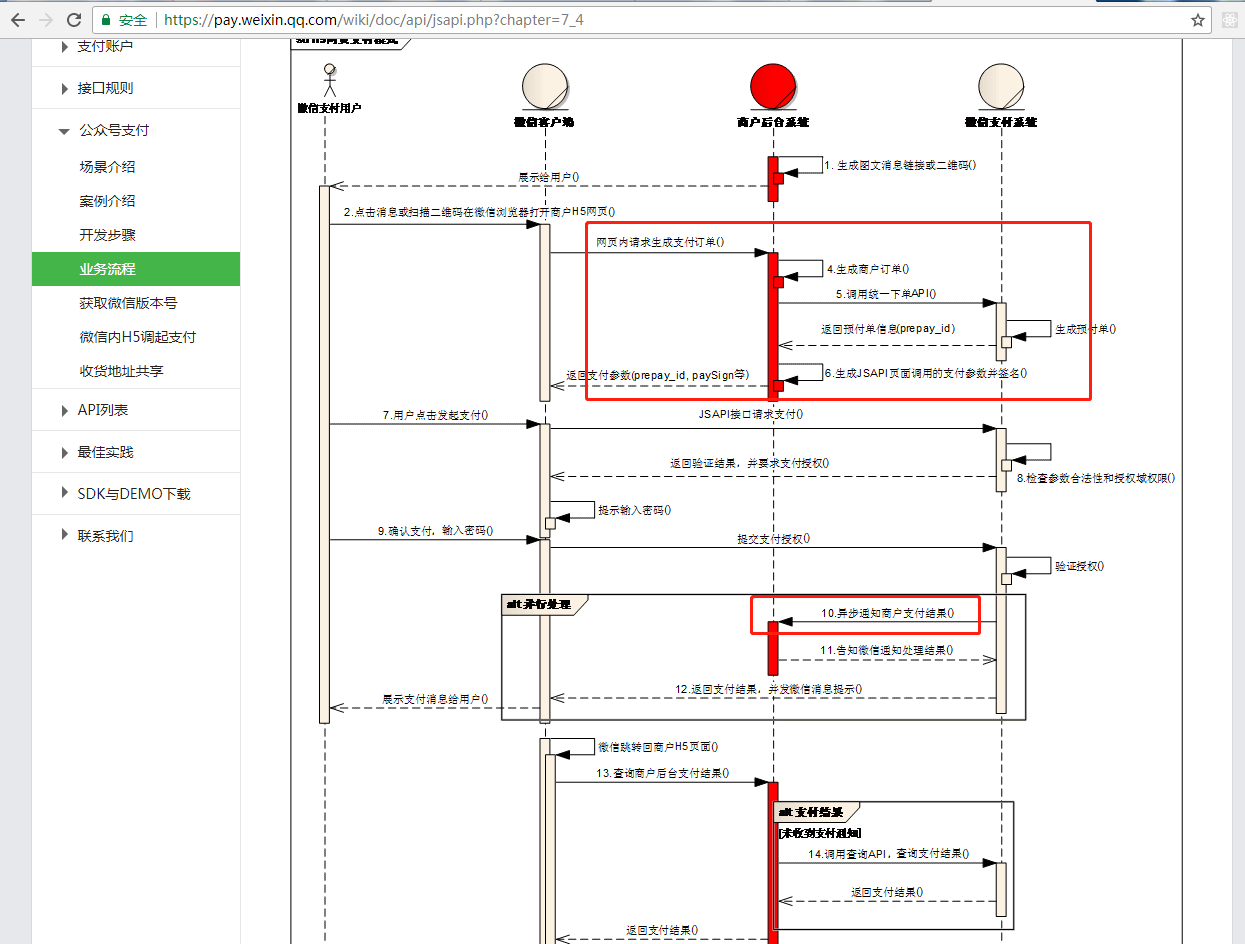 安全 https://pay.weixin.qq.com/wiki/doc/api/jsapi.php?chapter=7_4
支付账户
接口规则
公众号支付
场景介绍
案例介绍
开发步骤
业务流程
获取微信版本号
微信内H5调起支付
收货地址共享
API列表
最佳实践
SDK与DEMO下载
联系我们
微信支付用户
微信客户端
商户后台系统
微信支付系统
1. 生成图文消息链接或二维码()
展示给用户()
2.点击消息或扫描二维码在微信浏览器打开商户H5网页()
网页内请求生成支付订单()
4.生成商户订单()
5.调用统一下单API()
生成预付单()
返回预付单信息(prepay_id)
6.生成JSAPI页面调用的支付参数并签名()
返回支付参数(prepay_id, paySign等)
7.用户点击发起支付()
JSAPI接口请求支付()
返回验证结果，并要求支付授权()
8.检查参数合法性和授权域权限()
提示输入密码()
9.确认支付，输入密码()
提交支付授权()
验证授权()
alt 并行处理
10.异步通知商户支付结果()
11.告知微信通知处理结果()
12.返回支付结果，并发微信消息提示()
展示支付消息给用户()
微信跳转回商户H5页面()
13.查询商户后台支付结果()
alt 支付结果
[未收到支付通知]
14.调用查询API，查询支付结果()
返回支付结果()
返回支付结果()